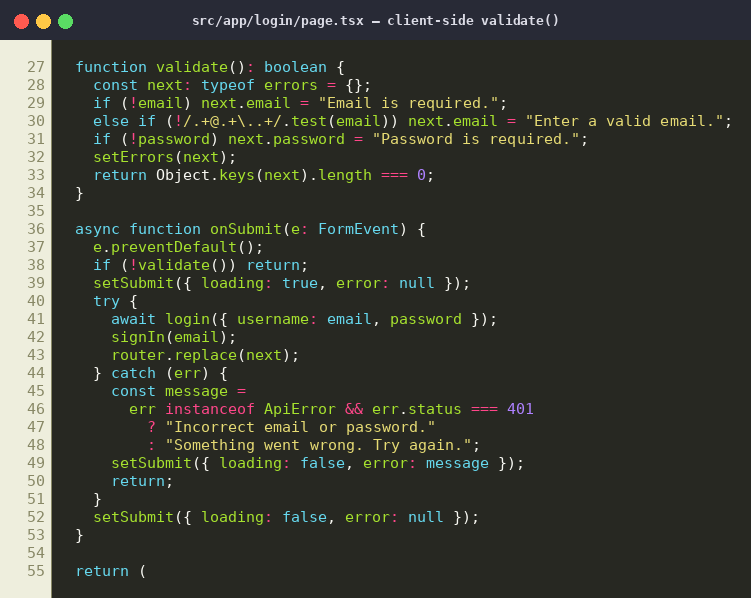 src/app/login/page.tsx — client-side validate()
27 function validate(): boolean {
28 const next: typeof errors = {};
29 if (!email) next.email = "Email is required.";
30 else if (!/.+@.+\..+/.test(email)) next.email = "Enter a valid email.";
31 if (!password) next.password = "Password is required.";
32 setErrors(next);
33 return Object.keys(next).length === 0;
34 }
35
36 async function onSubmit(e: FormEvent) {
37 e.preventDefault();
38 if (!validate()) return;
39 setSubmit({ loading: true, error: null });
40 try {
41 await login({ username: email, password });
42 signIn(email);
43 router.replace(next);
44 } catch (err) {
45 const message =
46 err instanceof ApiError && err.status === 401
47 ? "Incorrect email or password."
48 : "Something went wrong. Try again.";
49 setSubmit({ loading: false, error: message });
50 return;
51 }
52 setSubmit({ loading: false, error: null });
53 }
54
55 return (